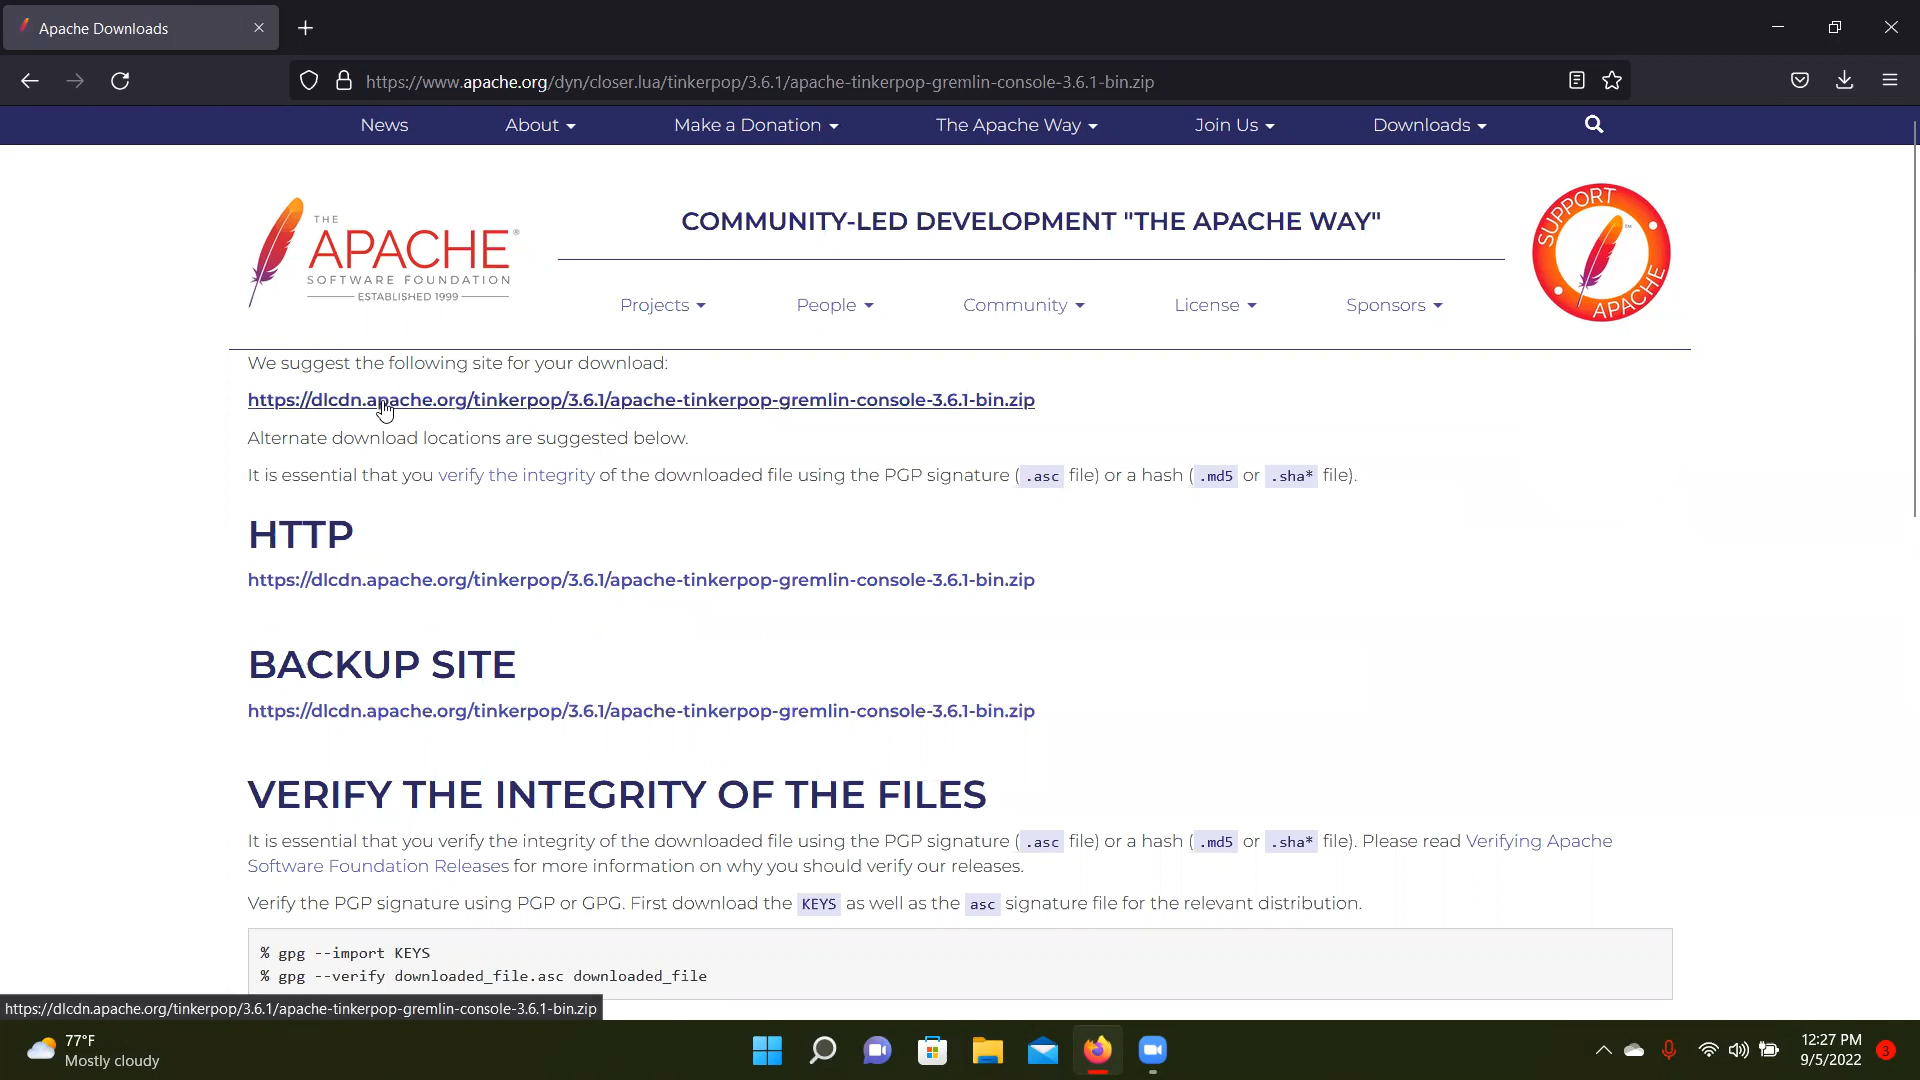 Apache Downloads
https://www.apache.org/dyn/closer.lua/tinkerpop/3.6.1/apache-tinkerpop-gremlin-console-3.6.1-bin.zip
News About Make a Donation The Apache Way Join Us Downloads
THE
APACHE®
SOFTWARE FOUNDATION
ESTABLISHED 1999
COMMUNITY-LED DEVELOPMENT "THE APACHE WAY"
Projects People Community License Sponsors
SUPPORT
APACHE
™
We suggest the following site for your download:
https://dlcdn.apache.org/tinkerpop/3.6.1/apache-tinkerpop-gremlin-console-3.6.1-bin.zip
Alternate download locations are suggested below.
It is essential that you verify the integrity of the downloaded file using the PGP signature ( .asc file) or a hash ( .md5 or .sha* file).
HTTP
https://dlcdn.apache.org/tinkerpop/3.6.1/apache-tinkerpop-gremlin-console-3.6.1-bin.zip
BACKUP SITE
https://dlcdn.apache.org/tinkerpop/3.6.1/apache-tinkerpop-gremlin-console-3.6.1-bin.zip
VERIFY THE INTEGRITY OF THE FILES
It is essential that you verify the integrity of the downloaded file using the PGP signature ( .asc file) or a hash ( .md5 or .sha* file). Please read Verifying Apache
Software Foundation Releases for more information on why you should verify our releases.
Verify the PGP signature using PGP or GPG. First download the KEYS as well as the asc signature file for the relevant distribution.
% gpg --import KEYS
% gpg --verify downloaded_file.asc downloaded_file
https://dlcdn.apache.org/tinkerpop/3.6.1/apache-tinkerpop-gremlin-console-3.6.1-bin.zip
77°F
Mostly cloudy
12:27 PM
9/5/2022
3